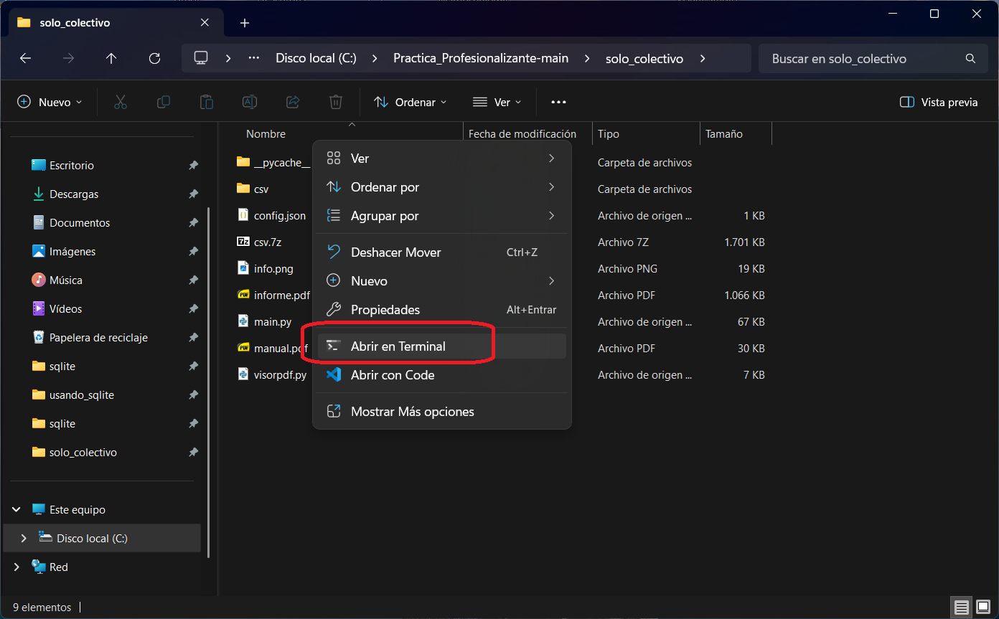 solo_colectivo
Disco local (C:)
Practica_Profesionalizante-main
solo_colectivo
Buscar en solo_colectivo
Nuevo
Ordenar
Ver
Vista previa
Nombre
Fecha de modificación
Tipo
Tamaño
Escritorio
Descargas
Documentos
Imágenes
Música
Vídeos
Papelera de reciclaje
sqlite
usando_sqlite
sqlite
solo_colectivo
Este equipo
Disco local (C:)
Red
__pycache__
Carpeta de archivos
csv
Carpeta de archivos
config.json
Archivo de origen ...
1 KB
csv.7z
Archivo 7Z
1.701 KB
info.png
Archivo PNG
19 KB
informe.pdf
Archivo PDF
1.066 KB
main.py
Archivo de origen ...
67 KB
manual.pdf
Archivo PDF
30 KB
visorpdf.py
Archivo de origen ...
7 KB
Ver
Ordenar por
Agrupar por
Deshacer Mover
Ctrl+Z
Nuevo
Propiedades
Alt+Entrar
Abrir en Terminal
Abrir con Code
Mostrar Más opciones
9 elementos